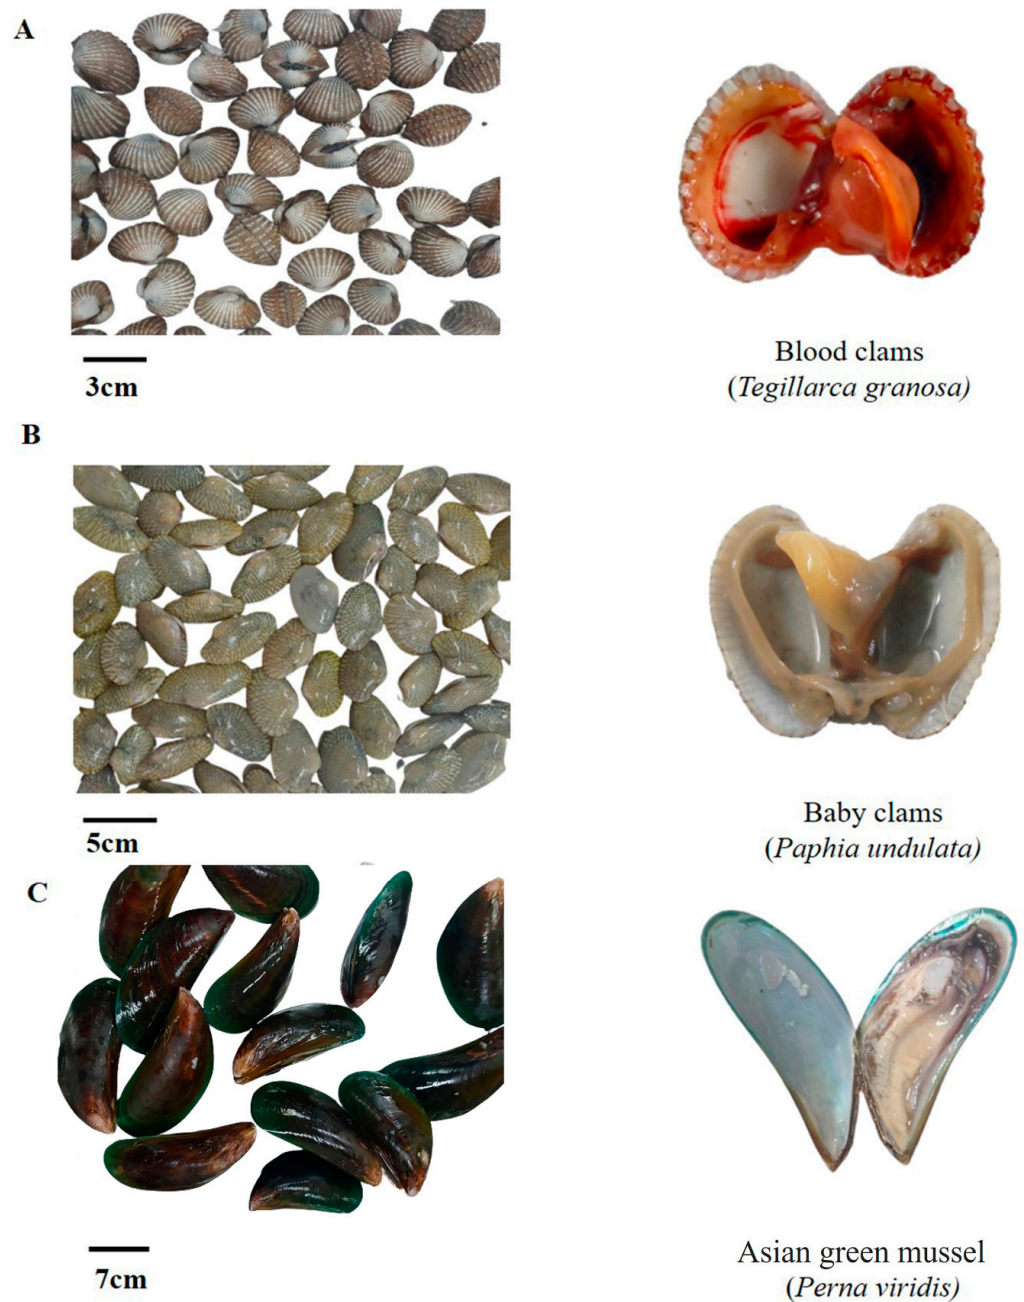 A
3cm
Blood clams
(Tegillarca granosa)
B
5cm
Baby clams
(Paphia undulata)
C
7cm
Asian green mussel
(Perna viridis)